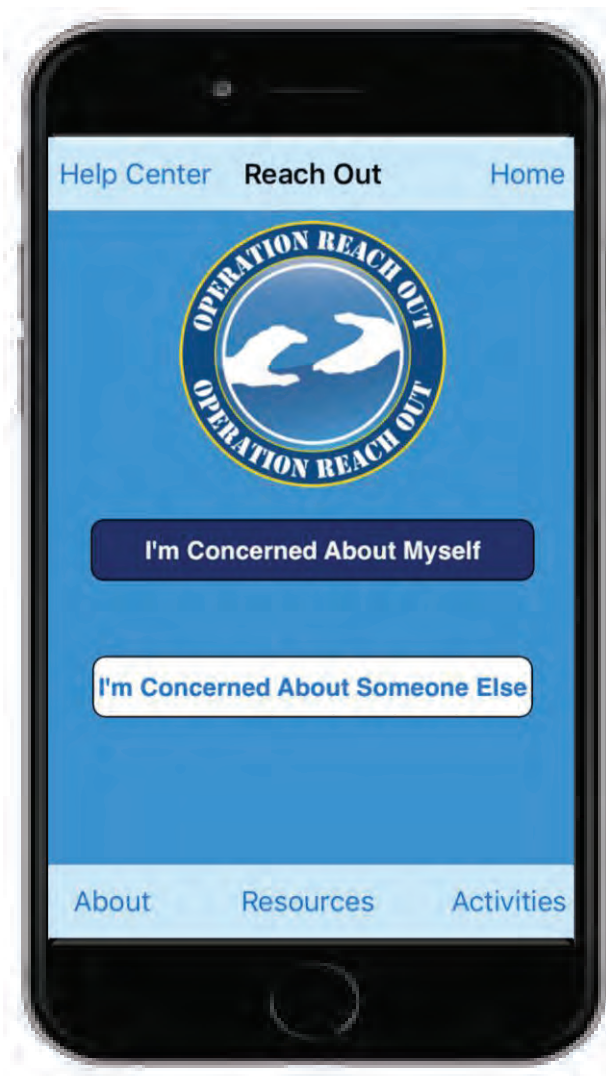 Help Center Reach Out Home
OPERATION REACH OUT
OPERATION REACH OUT
I'm Concerned About Myself
I'm Concerned About Someone Else
About Resources Activities